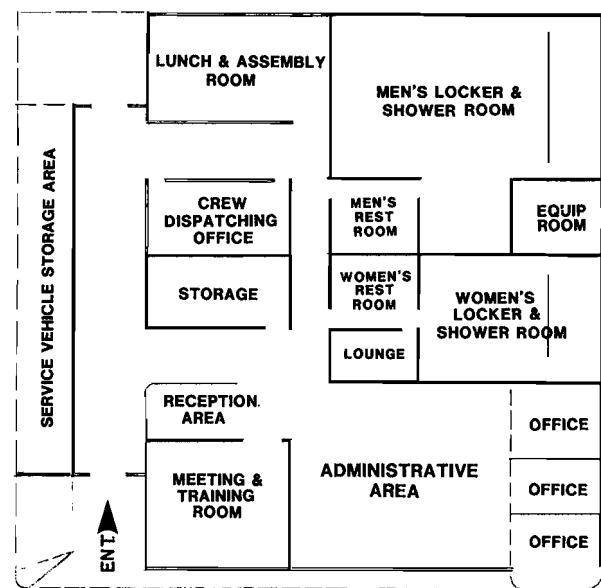 LUNCH & ASSEMBLY
ROOM
MEN'S LOCKER &
SHOWER ROOM
SERVICE VEHICLE STORAGE AREA
CREW
DISPATCHING
OFFICE
MEN'S
REST
ROOM
EQUIP
ROOM
STORAGE
WOMEN'S
REST
ROOM
WOMEN'S
LOCKER &
SHOWER ROOM
LOUNGE
RECEPTION.
AREA
OFFICE
MEETING &
TRAINING
ROOM
ADMINISTRATIVE
AREA
OFFICE
OFFICE
ENT.